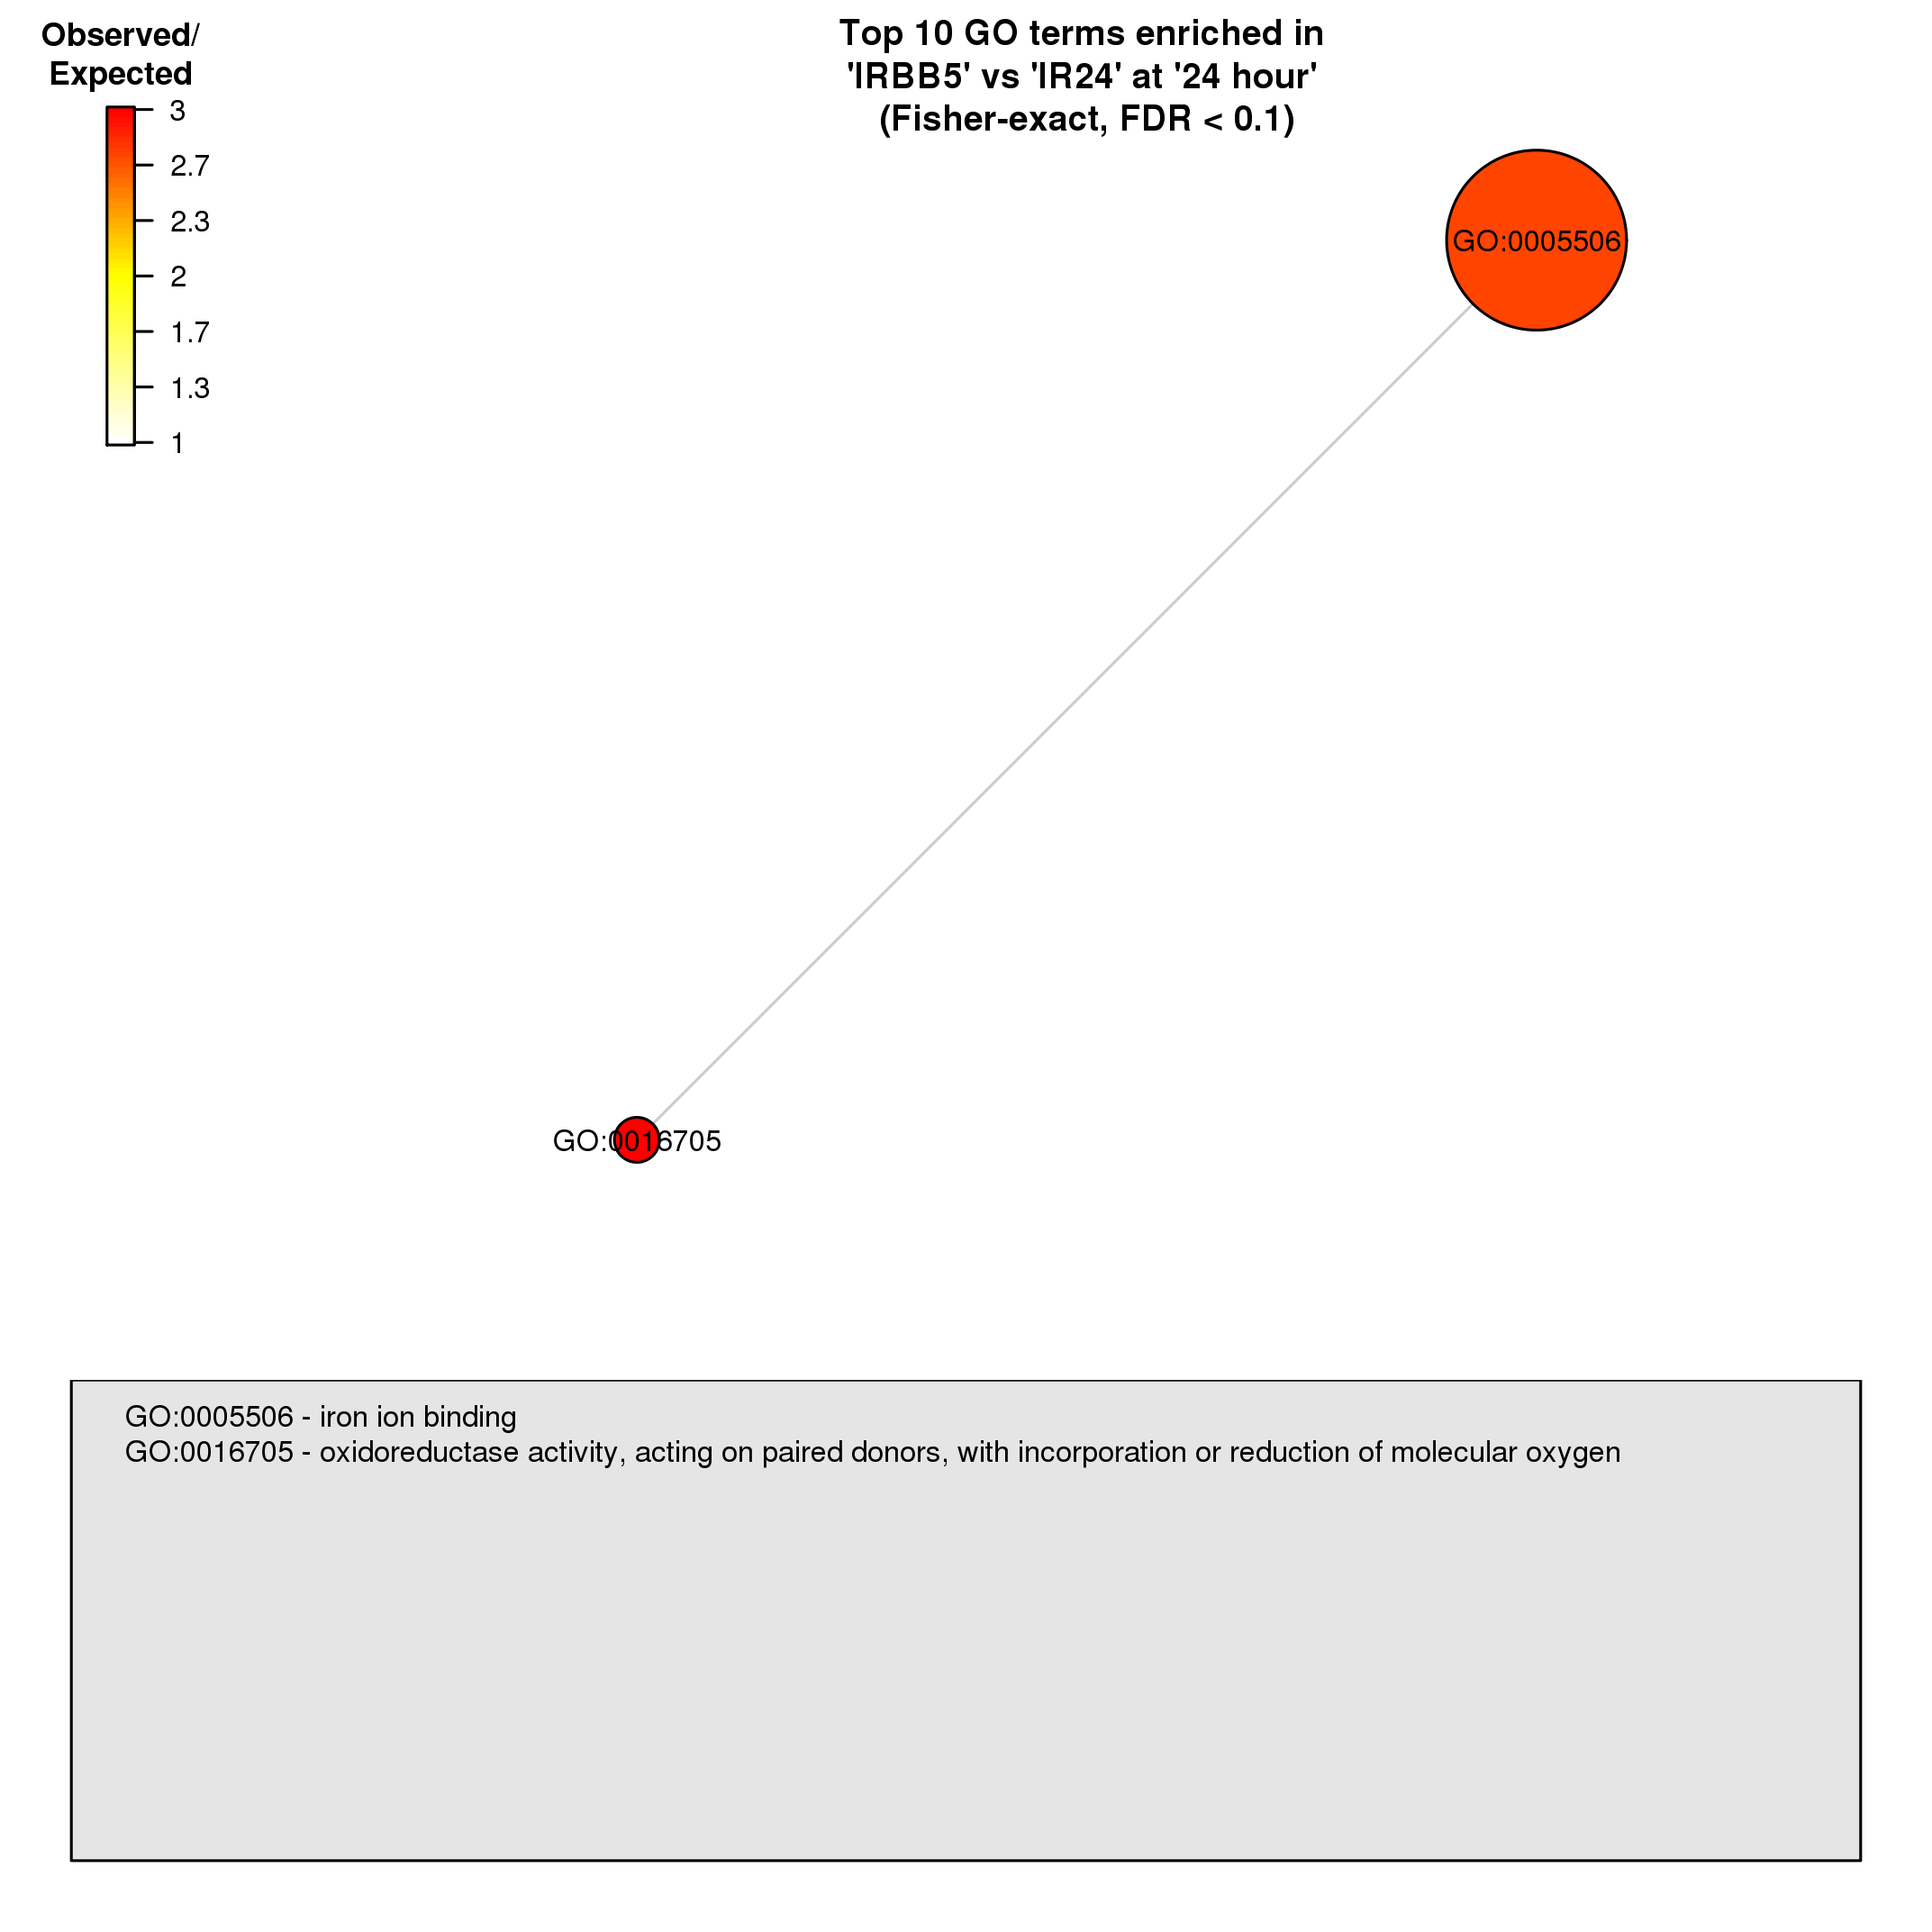 Observed/
Expected
3
2.7
2.3
2
1.7
1.3
1
Top 10 GO terms enriched in
'IRBB5' vs 'IR24' at '24 hour'
(Fisher-exact, FDR < 0.1)
GO:0005506
GO:0016705
GO:0005506 - iron ion binding
GO:0016705 - oxidoreductase activity, acting on paired donors, with incorporation or reduction of molecular oxygen